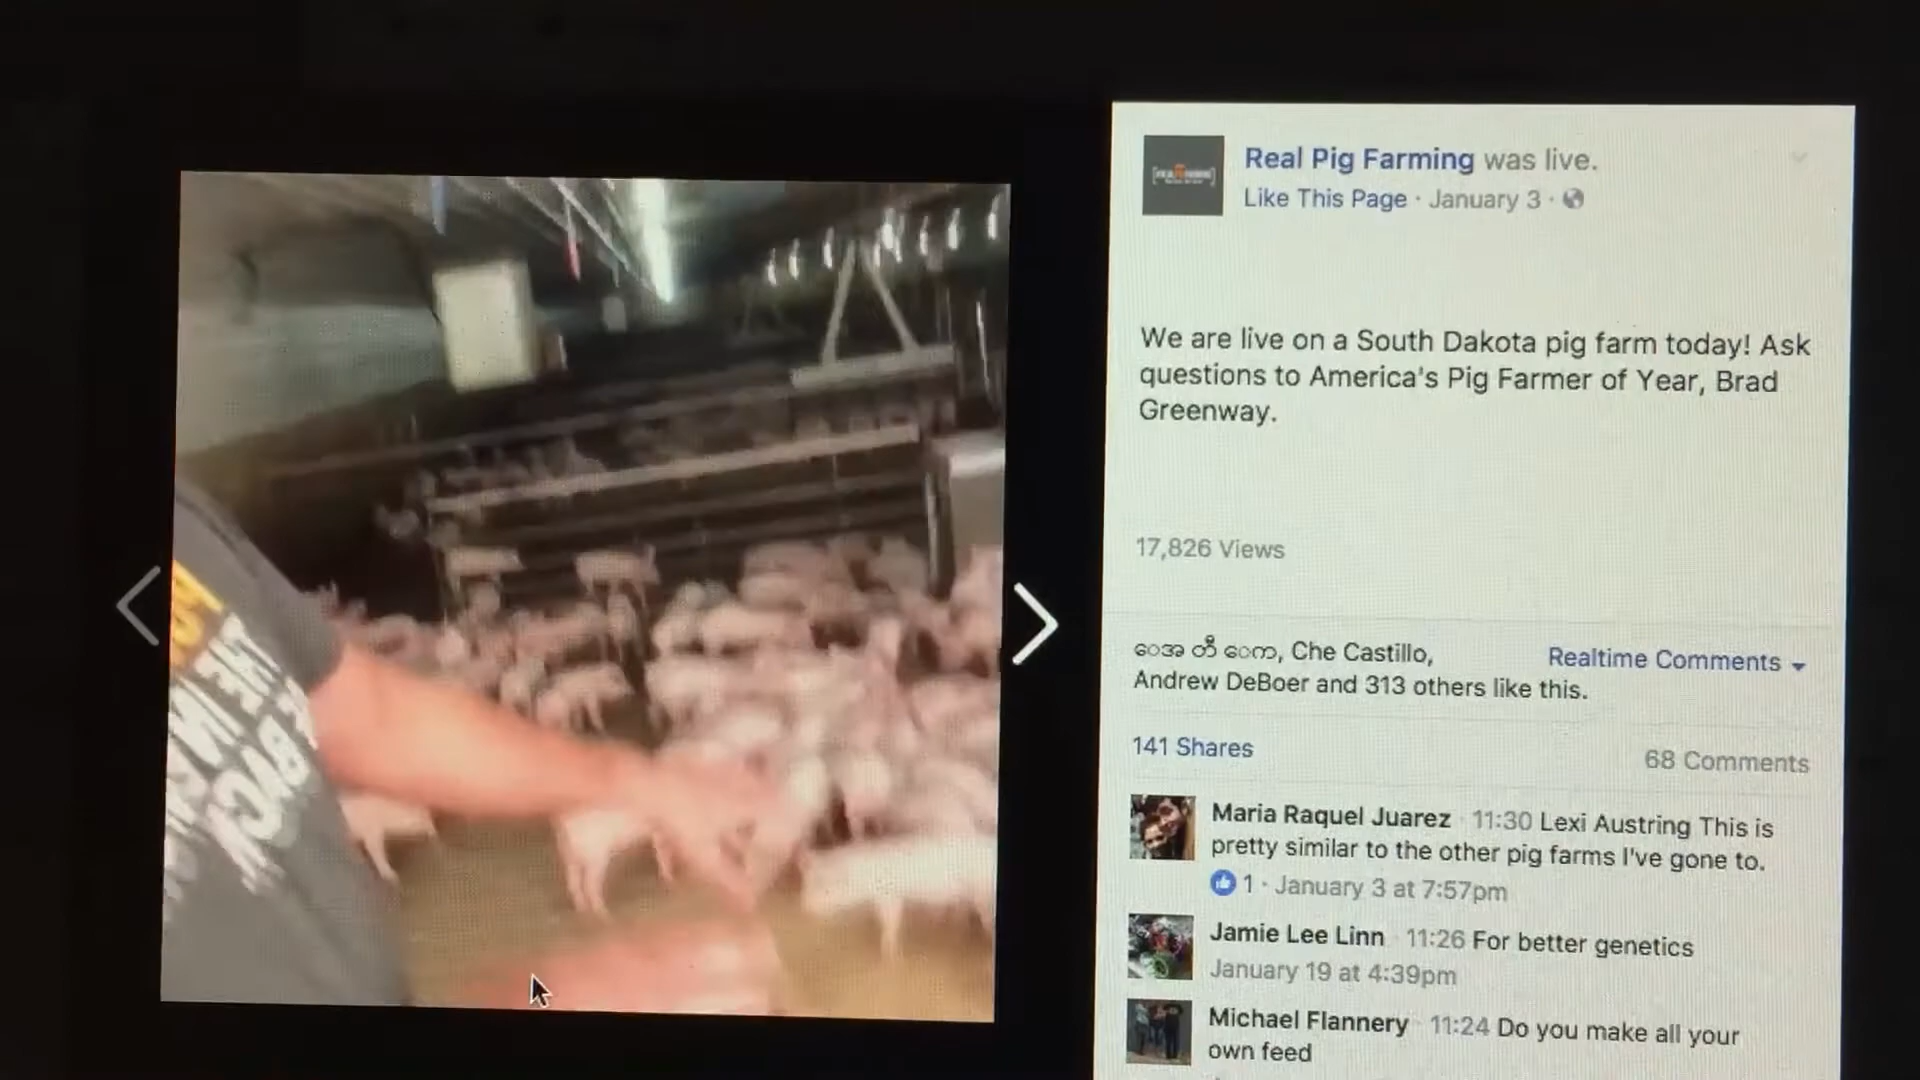 Real Pig Farming was live.
Like This Page · January 3 ·
We are live on a South Dakota pig farm today! Ask
questions to America's Pig Farmer of Year, Brad
Greenway.
17,826 Views
Che Castillo,
Realtime Comments
Andrew DeBoer and 313 others like this.
141 Shares
68 Comments
Maria Raquel Juarez · 11:30 Lexi Austring This is
pretty similar to the other pig farms I've gone to.
1 · January 3 at 7:57pm
Jamie Lee Linn · 11:26 For better genetics
January 19 at 4:39pm
Michael Flannery · 11:24 Do you make all your
own feed